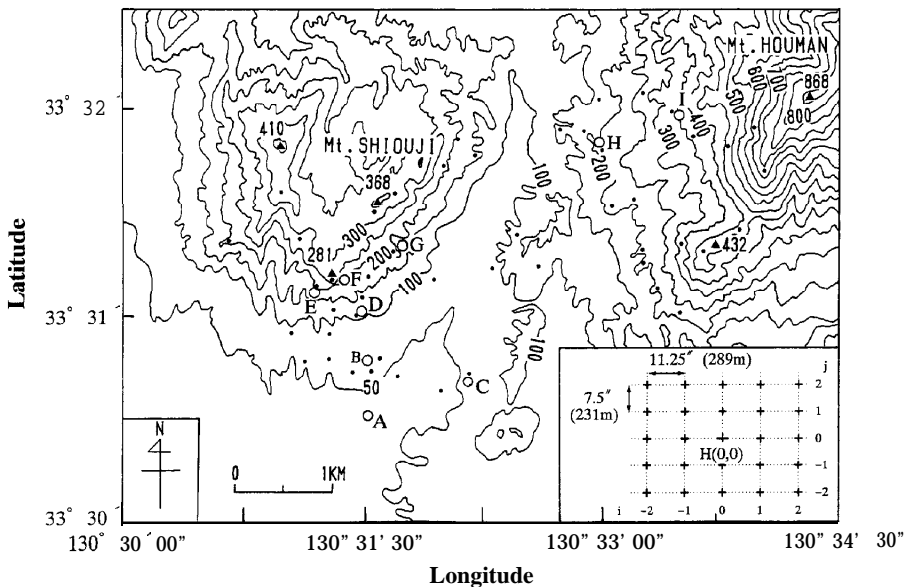 Mt. HOUMAN
868
800
700
600
500
400
300
I
33° 32'
410
Mt. SHIOUJI
368
H
200
100
300
G
200
432
281
F
100
E
D
33° 31'
B
50
C
A
100
11.25" (289m)
j
7.5"
(231m)
2
1
0
H(0,0)
-1
-2
i -2 -1 0 1 2
N
0 1KM
33° 30'
130° 30' 00" 130° 31' 30" 130° 33' 00" 130° 34' 30"
Latitude
Longitude